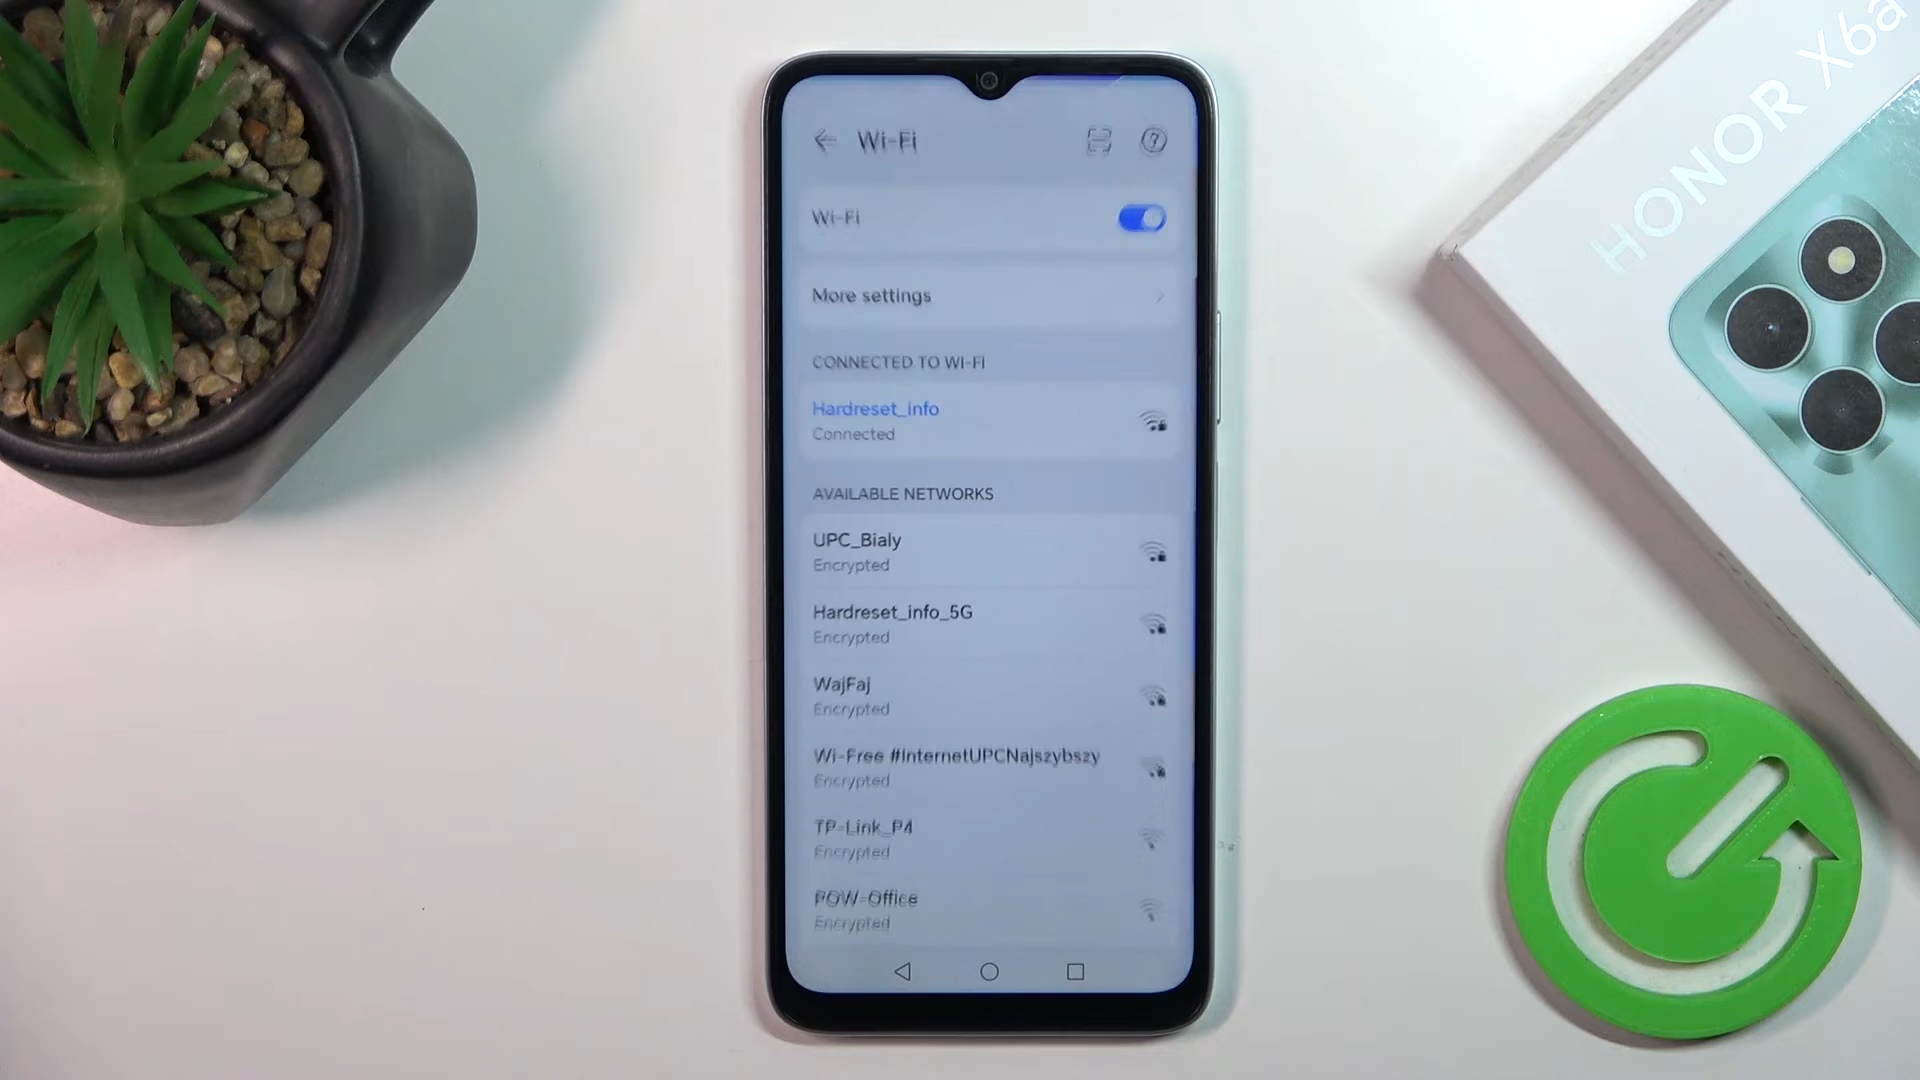 Wi-Fi
Wi-Fi
More settings
CONNECTED TO WI-FI
Hardreset_info
Connected
AVAILABLE NETWORKS
UPC_Bialy
Encrypted
Hardreset_info_5G
Encrypted
WajFaj
Encrypted
Wi-Free #InternetUPCNajszybszy
Encrypted
TP-Link_P4
Encrypted
POW-Office
Encrypted
HONOR X6a